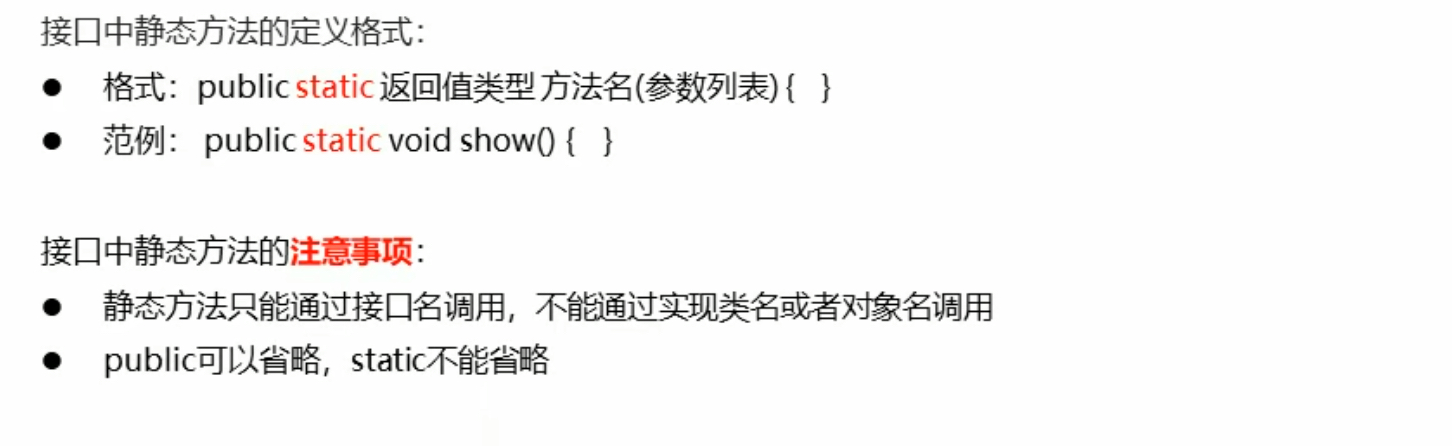 接口中静态方法的定义格式：
● 格式：public static 返回值类型 方法名(参数列表) {   }
● 范例： public static void show() {   }
接口中静态方法的注意事项：
● 静态方法只能通过接口名调用，不能通过实现类名或者对象名调用
● public可以省略，static不能省略